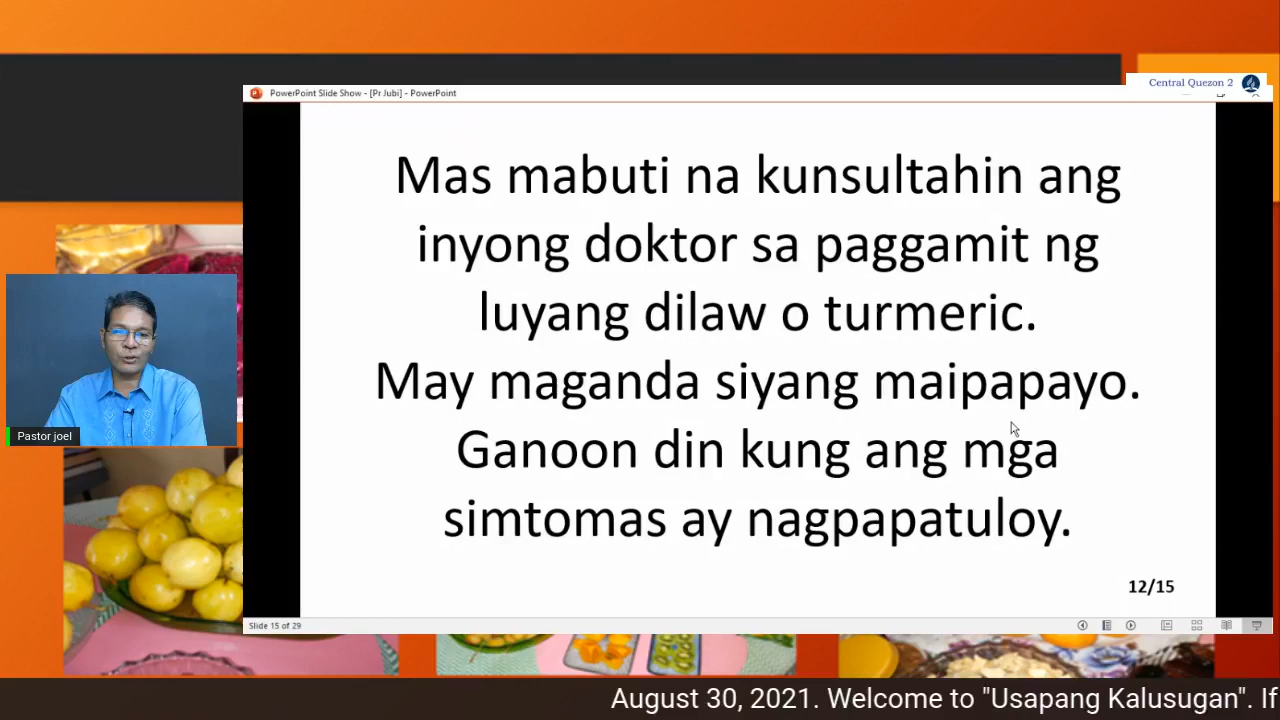 Central Quezon 2
PowerPoint Slide Show - [Pr Jubi] - PowerPoint
Mas mabuti na kunsultahin ang
inyong doktor sa paggamit ng
luyang dilaw o turmeric.
May maganda siyang maipapayo.
Ganoon din kung ang mga
simtomas ay nagpapatuloy.
12/15
Pastor joel
Slide 15 of 29
August 30, 2021. Welcome to "Usapang Kalusugan". If